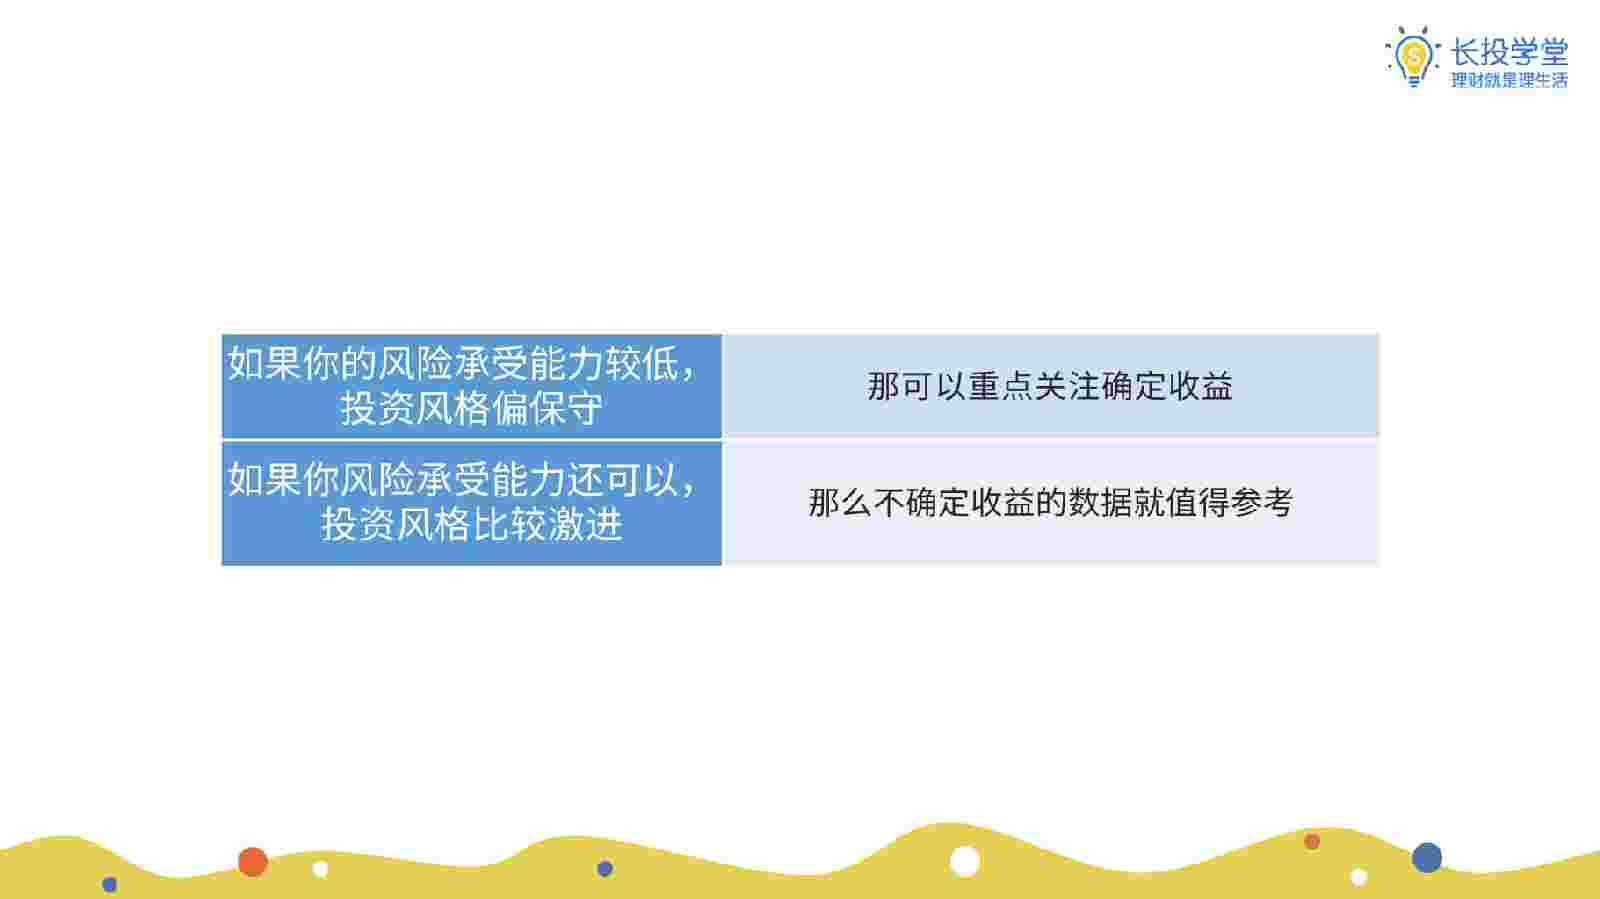 长投学堂
理财就是理生活
如果你的风险承受能力较低，
投资风格偏保守
那可以重点关注确定收益
如果你风险承受能力还可以，
投资风格比较激进
那么不确定收益的数据就值得参考